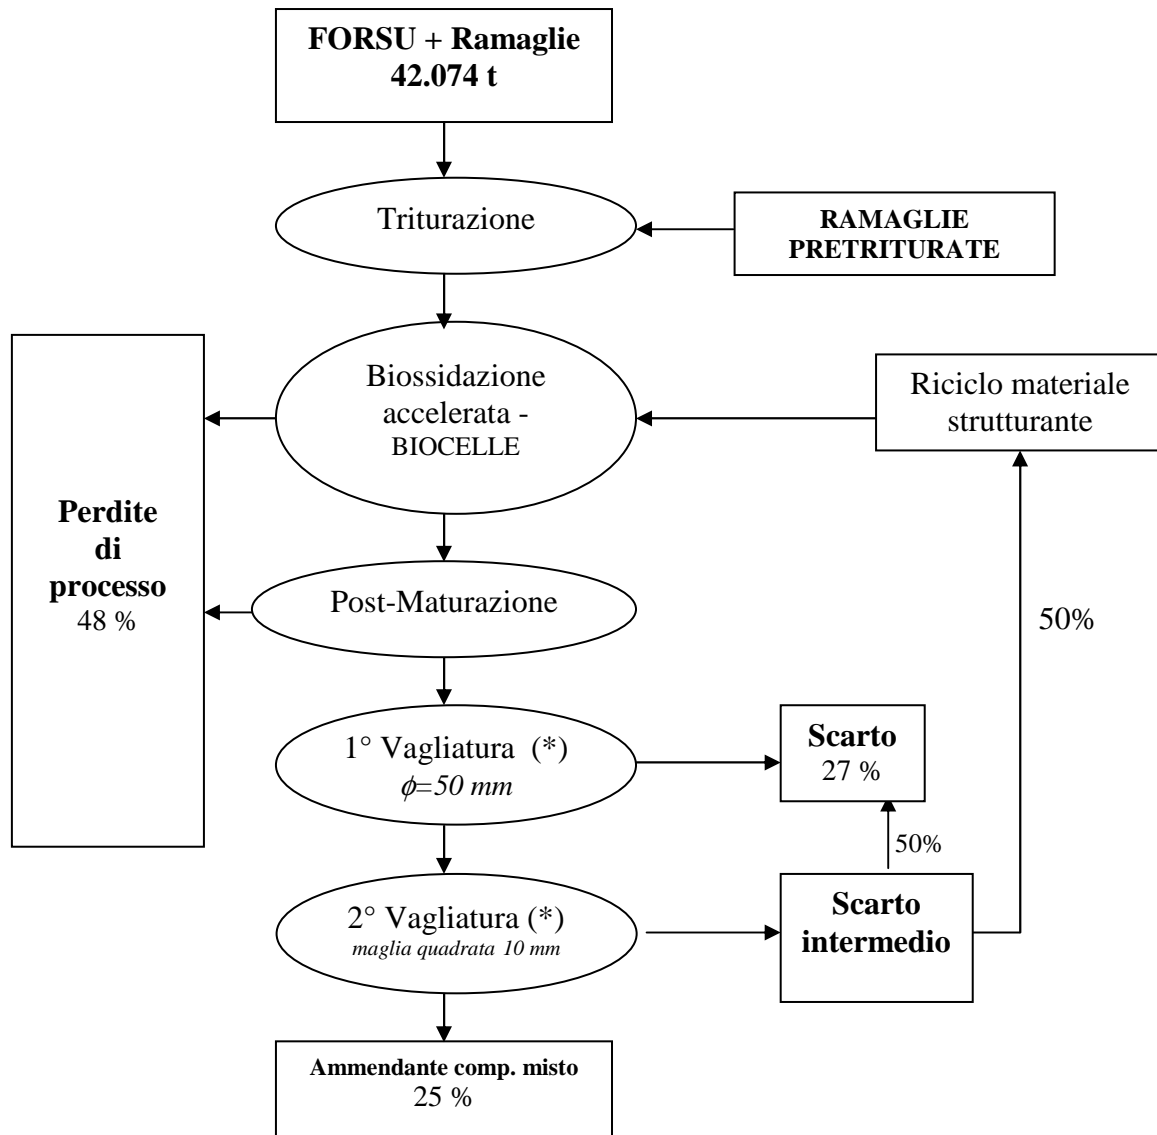 FORSU + Ramaglie
42.074 t
Triturazione
RAMAGLIE
PRETRITURATE
Biossidazione
accelerata -
BIOCELLE
Riciclo materiale
strutturante
Perdite
di
processo
48 %
Post-Maturazione
50%
1° Vagliatura (*)
ϕ=50 mm
Scarto
27 %
50%
2° Vagliatura (*)
maglia quadrata 10 mm
Scarto
intermedio
Ammendante comp. misto
25 %